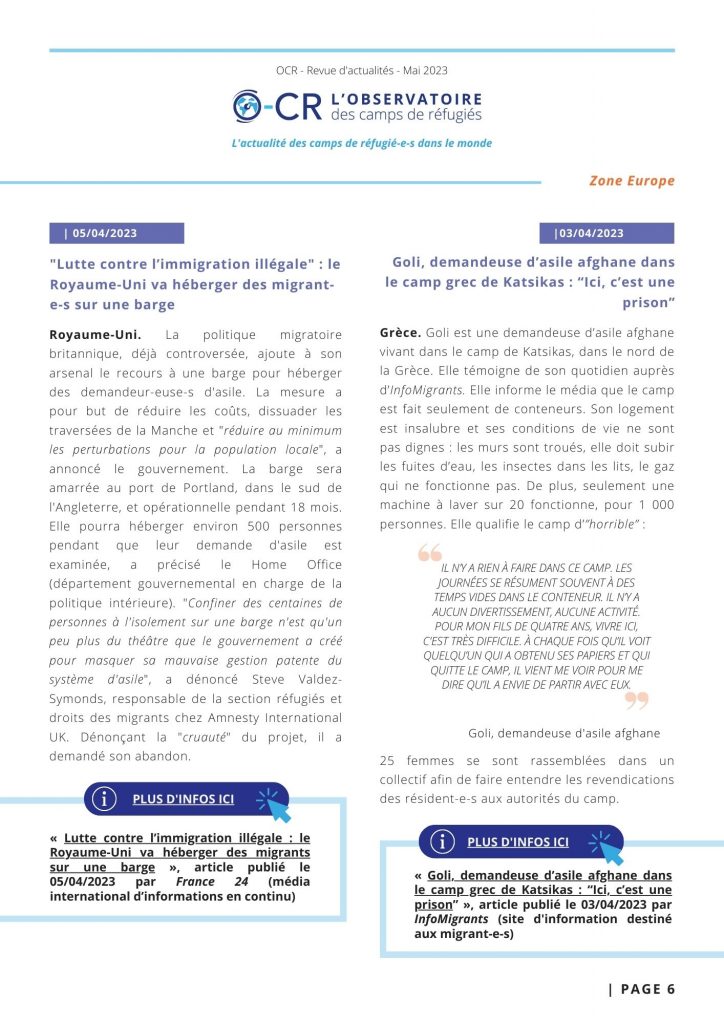 OCR - Revue d'actualités - Mai 2023
O-CR L'OBSERVATOIRE
des camps de réfugiés
L'actualité des camps de réfugié-e-s dans le monde
Zone Europe
| 05/04/2023
"Lutte contre l’immigration illégale" : le
Royaume-Uni va héberger des migrant-
e-s sur une barge
Royaume-Uni. La politique migratoire
britannique, déjà controversée, ajoute à son
arsenal le recours à une barge pour héberger
des demandeur-euse-s d'asile. La mesure a
pour but de réduire les coûts, dissuader les
traversées de la Manche et "réduire au minimum
les perturbations pour la population locale", a
annoncé le gouvernement. La barge sera
amarrée au port de Portland, dans le sud de
l'Angleterre, et opérationnelle pendant 18 mois.
Elle pourra héberger environ 500 personnes
pendant que leur demande d'asile est
examinée, a précisé le Home Office
(département gouvernemental en charge de la
politique intérieure). "Confiner des centaines de
personnes à l'isolement sur une barge n'est qu'un
peu plus du théâtre que le gouvernement a créé
pour masquer sa mauvaise gestion patente du
système d'asile", a dénoncé Steve Valdez-
Symonds, responsable de la section réfugiés et
droits des migrants chez Amnesty International
UK. Dénonçant la "cruauté" du projet, il a
demandé son abandon.
PLUS D'INFOS ICI
« Lutte contre l’immigration illégale : le
Royaume-Uni va héberger des migrants
sur une barge », article publié le
05/04/2023 par France 24 (média
international d’informations en continu)
|03/04/2023
Goli, demandeuse d’asile afghane dans
le camp grec de Katsikas : “Ici, c’est une
prison”
Grèce. Goli est une demandeuse d’asile afghane
vivant dans le camp de Katsikas, dans le nord de
la Grèce. Elle témoigne de son quotidien auprès
d'InfoMigrants. Elle informe le média que le camp
est fait seulement de conteneurs. Son logement
est insalubre et ses conditions de vie ne sont
pas dignes : les murs sont troués, elle doit subir
les fuites d’eau, les insectes dans les lits, le gaz
qui ne fonctionne pas. De plus, seulement une
machine à laver sur 20 fonctionne, pour 1 000
personnes. Elle qualifie le camp d’“horrible” :
“
IL N'Y A RIEN À FAIRE DANS CE CAMP. LES
JOURNÉES SE RÉSUMENT SOUVENT À DES
TEMPS VIDES DANS LE CONTENEUR. IL N’Y A
AUCUN DIVERTISSEMENT, AUCUNE ACTIVITÉ.
POUR MON FILS DE QUATRE ANS, VIVRE ICI,
C’EST TRÈS DIFFICILE. À CHAQUE FOIS QU’IL VOIT
QUELQU’UN QUI A OBTENU SES PAPIERS ET QUI
QUITTE LE CAMP, IL VIENT ME VOIR POUR ME
DIRE QU’IL A ENVIE DE PARTIR AVEC EUX.
”
Goli, demandeuse d'asile afghane
25 femmes se sont rassemblées dans un
collectif afin de faire entendre les revendications
des résident-e-s aux autorités du camp.
PLUS D'INFOS ICI
« Goli, demandeuse d’asile afghane dans
le camp grec de Katsikas : “Ici, c’est une
prison” », article publié le 03/04/2023 par
InfoMigrants (site d'information destiné
aux migrant-e-s)
| PAGE 6